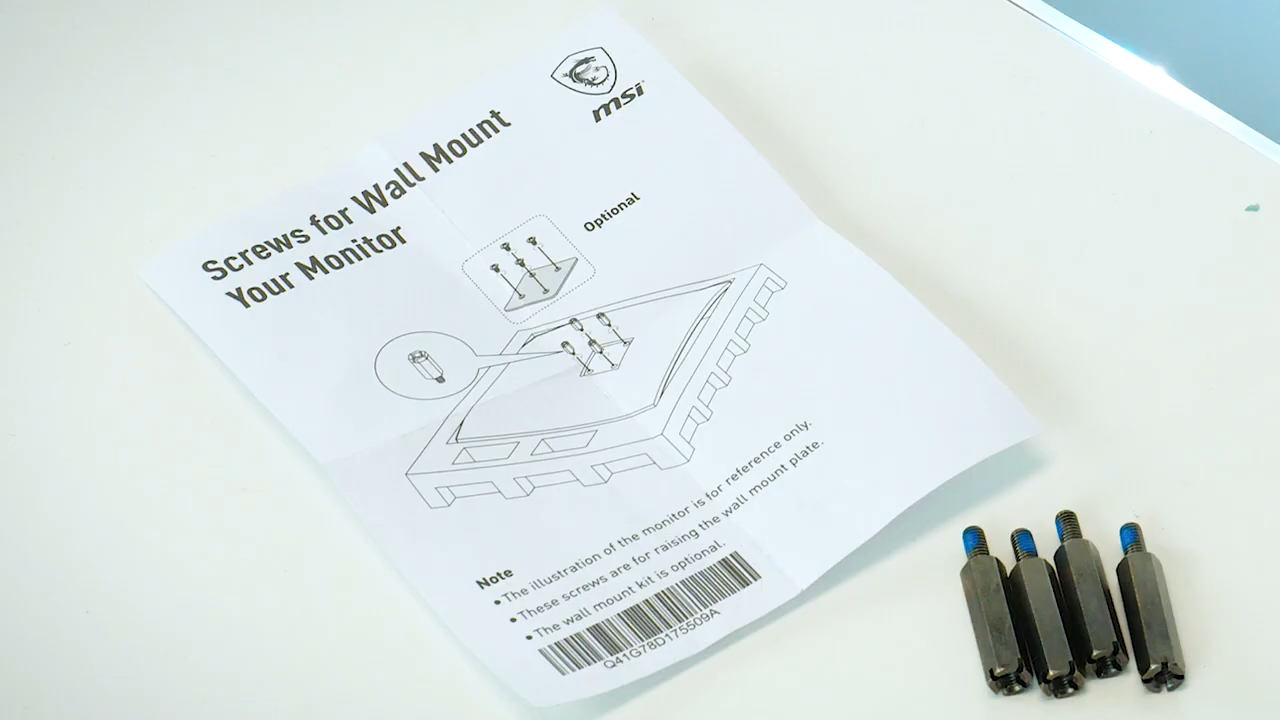 msi
Screws for Wall Mount
Your Monitor
Optional
Note
• The illustration of the monitor is for reference only.
• These screws are for raising the wall mount plate.
• The wall mount kit is optional.
Q41G78D175509A